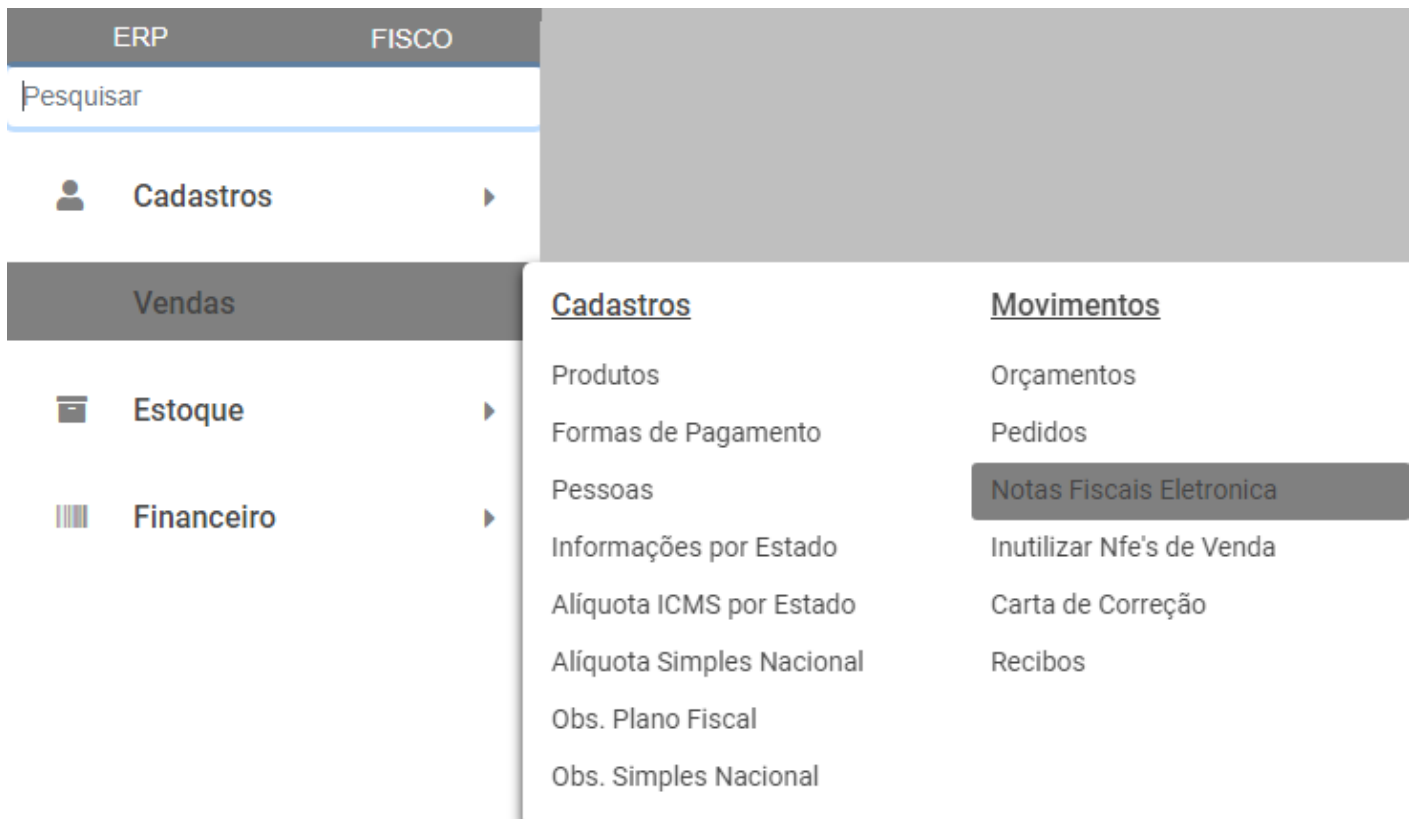 ERP FISCO
Pesquisar
Cadastros
Vendas
Estoque
Financeiro
Cadastros
Produtos
Formas de Pagamento
Pessoas
Informações por Estado
Alíquota ICMS por Estado
Alíquota Simples Nacional
Obs. Plano Fiscal
Obs. Simples Nacional
Movimentos
Orçamentos
Pedidos
Notas Fiscais Eletronica
Inutilizar Nfe's de Venda
Carta de Correção
Recibos